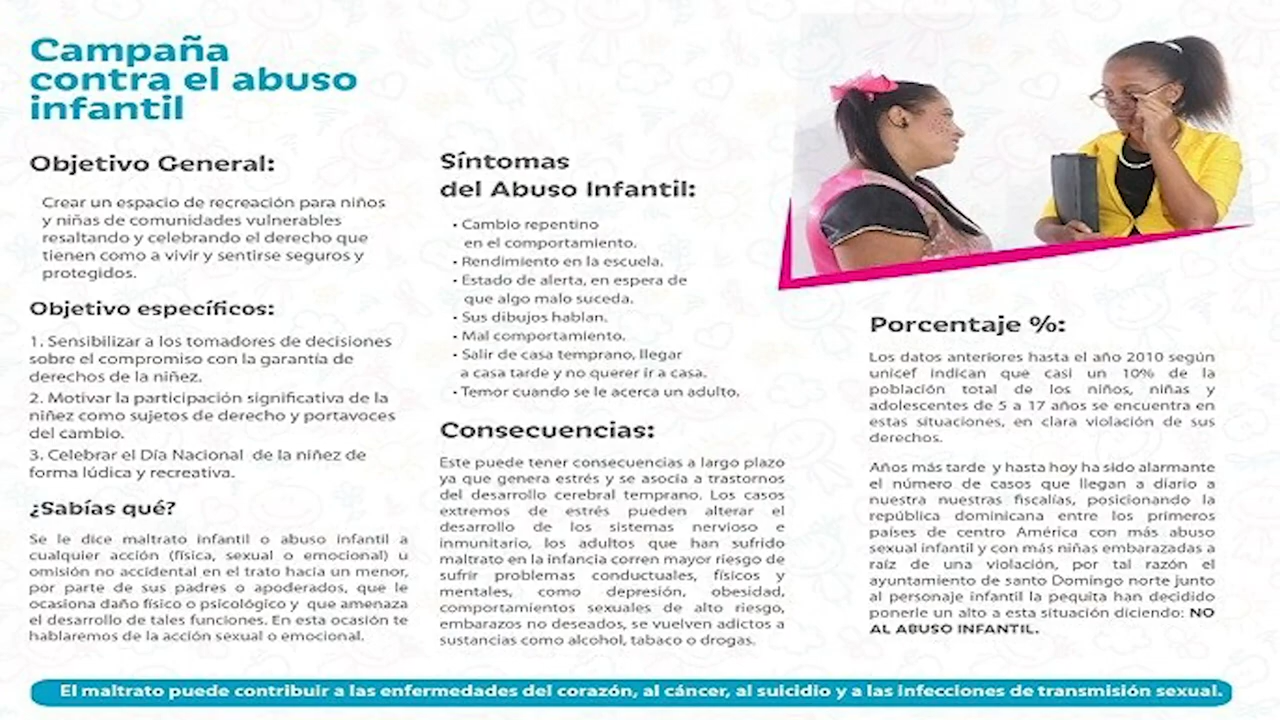 Campaña
contra el abuso
infantil
Objetivo General:
Crear un espacio de recreación para niños
y niñas de comunidades vulnerables
resaltando y celebrando el derecho que
tienen como a vivir y sentirse seguros y
protegidos.
Objetivo específicos:
1. Sensibilizar a los tomadores de decisiones
sobre el compromiso con la garantía de
derechos de la niñez.
2. Motivar la participación significativa de la
niñez como sujetos de derecho y portavoces
del cambio.
3. Celebrar el Día Nacional de la niñez de
forma lúdica y recreativa.
¿Sabías qué?
Se le dice maltrato infantil o abuso infantil a
cualquier acción (física, sexual o emocional) u
omisión no accidental en el trato hacia un menor,
por parte de sus padres o apoderados, que le
ocasiona daño físico o psicológico y que amenaza
el desarrollo de tales funciones. En esta ocasión te
hablaremos de la acción sexual o emocional.
Síntomas
del Abuso Infantil:
• Cambio repentino
en el comportamiento.
• Rendimiento en la escuela.
• Estado de alerta, en espera de
que algo malo suceda.
• Sus dibujos hablan.
• Mal comportamiento.
• Salir de casa temprano, llegar
a casa tarde y no querer ir a casa.
• Temor cuando se le acerca un adulto.
Consecuencias:
Este puede tener consecuencias a largo plazo
ya que genera estrés y se asocia a trastornos
del desarrollo cerebral temprano. Los casos
extremos de estrés pueden alterar el
desarrollo de los sistemas nervioso e
inmunitario, los adultos que han sufrido
maltrato en la infancia corren mayor riesgo de
sufrir problemas conductuales, físicos y
mentales, como depresión, obesidad,
comportamientos sexuales de alto riesgo,
embarazos no deseados, se vuelven adictos a
sustancias como alcohol, tabaco o drogas.
Porcentaje %:
Los datos anteriores hasta el año 2010 según
unicef indican que casi un 10% de la
población total de los niños, niñas y
adolescentes de 5 a 17 años se encuentra en
estas situaciones, en clara violación de sus
derechos.
Años más tarde y hasta hoy ha sido alarmante
el número de casos que llegan a diario a
nuestra nuestras fiscalías, posicionando la
república dominicana entre los primeros
países de centro América con más abuso
sexual infantil y con más niñas embarazadas a
raíz de una violación, por tal razón el
ayuntamiento de santo Domingo norte junto
al personaje infantil la pequita han decidido
ponerle un alto a esta situación diciendo: NO
AL ABUSO INFANTIL.
El maltrato puede contribuir a las enfermedades del corazón, al cáncer, al suicidio y a las infecciones de transmisión sexual.